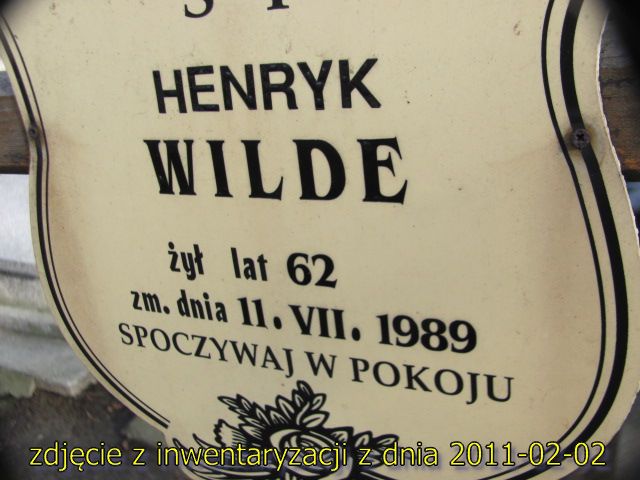 Ś P
HENRYK
WILDE
żył lat 62
zm. dnia 11. VII. 1989
SPOCZYWAJ W POKOJU
zdjęcie z inwentaryzacji z dnia 2011-02-02